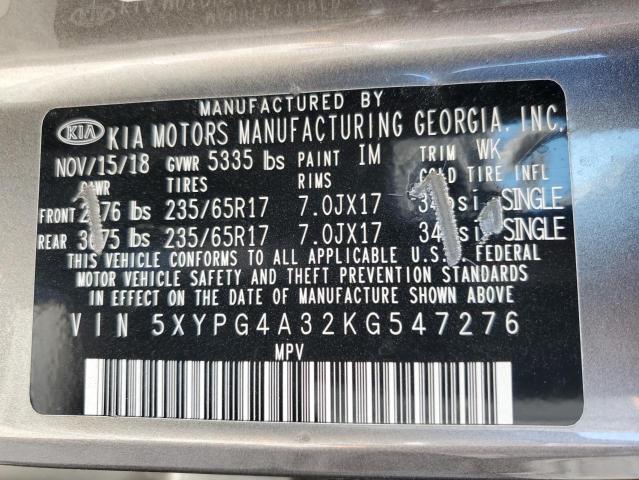 MANUFACTURED BY
KIA KIA MOTORS MANUFACTURING GEORGIA, INC.
NOV/15/18 GVWR 5335 lbs PAINT IM TRIM WK
TIRES RIMS COLD TIRE INFL
FRONT lbs 235/65R17 7.0JX17 SINGLE
REAR lbs 235/65R17 7.0JX17 SINGLE
THIS VEHICLE CONFORMS TO ALL APPLICABLE U.S. FEDERAL
MOTOR VEHICLE SAFETY AND THEFT PREVENTION STANDARDS
IN EFFECT ON THE DATE OF MANUFACTURE SHOWN ABOVE
VIN 5XYPG4A32KG547276
MPV